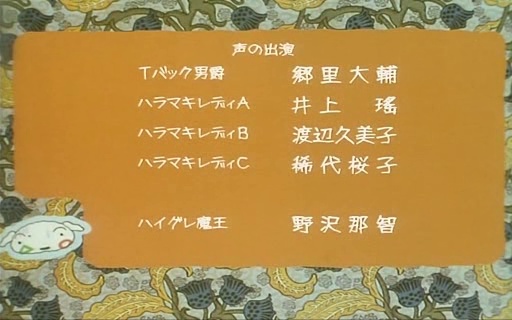 声の出演
Tバック男爵 郷里大輔
ハラマキレディA 井上 瑤
ハラマキレディB 渡辺久美子
ハラマキレディC 稀代桜子
ハイグレ魔王 野沢那智